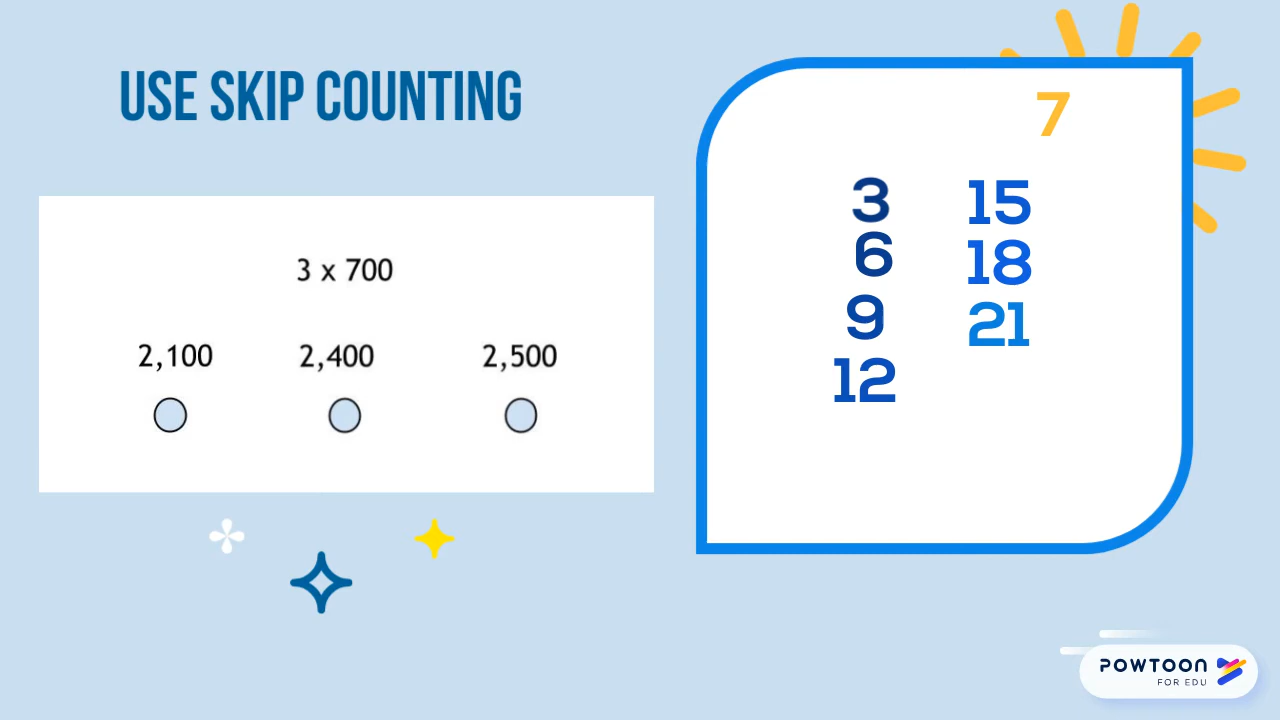 USE SKIP COUNTING
3 x 700
2,100 2,400 2,500
7
3 15
6 18
9 21
12
POWTOON
FOR EDU